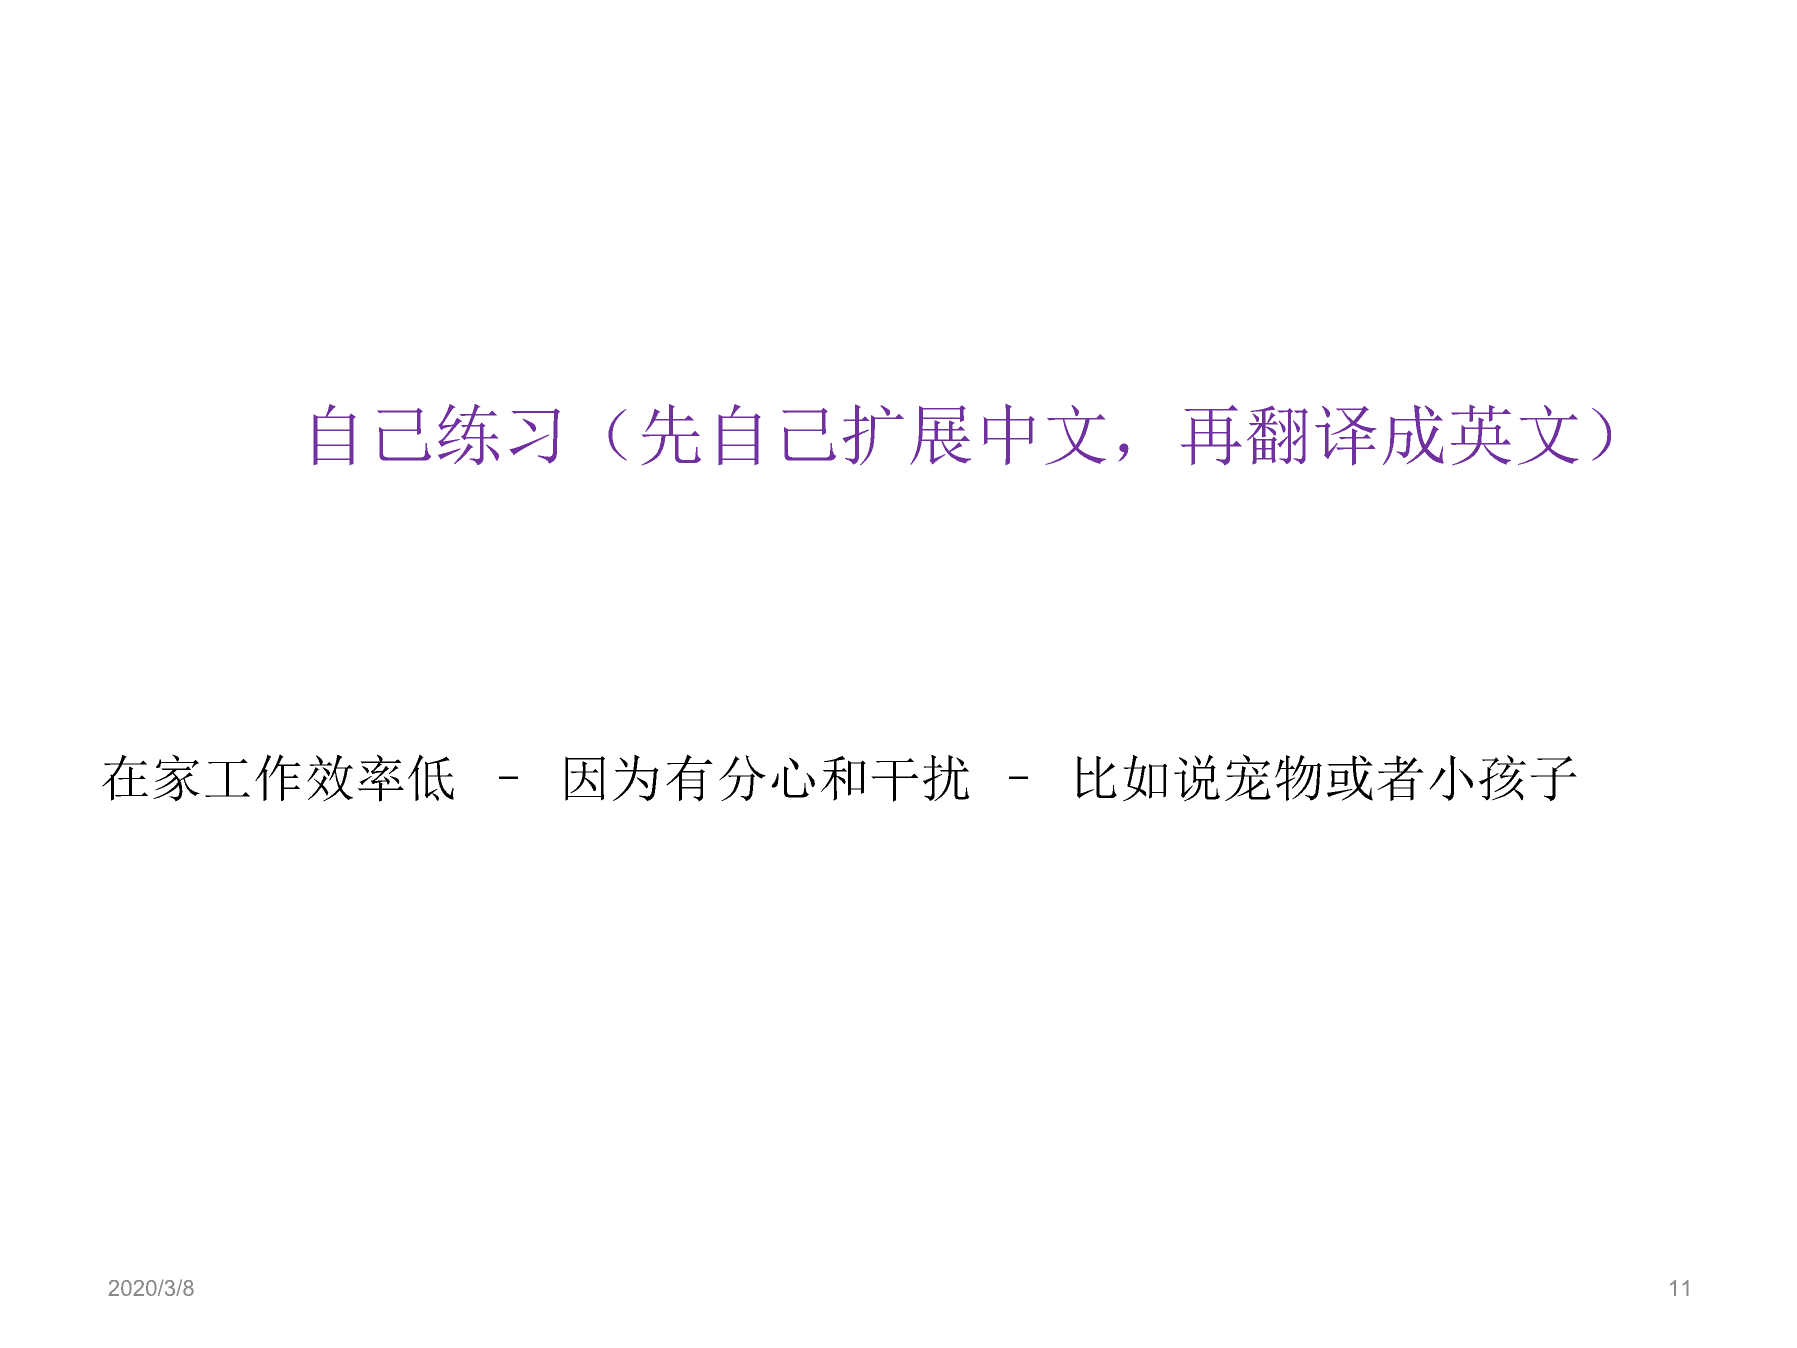 自己练习（先自己扩展中文，再翻译成英文）
在家工作效率低 – 因为有分心和干扰 – 比如说宠物或者小孩子
2020/3/8
11